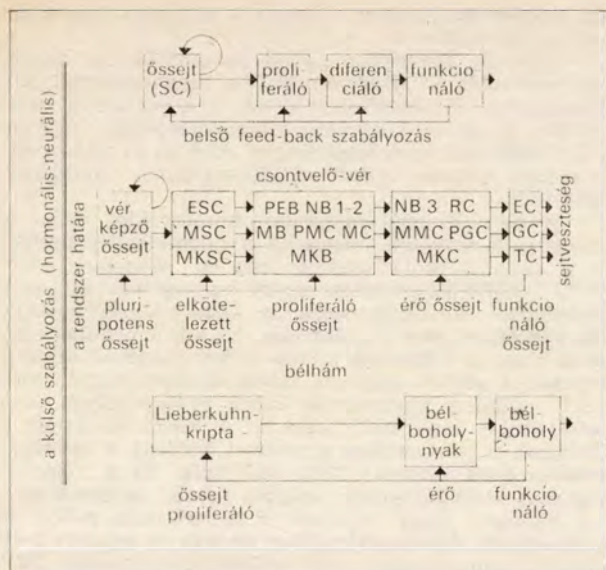 a külső szabályozás (hormonális-neurális)
a rendszer határa
őssejt proli- diferen funkcio
(SC) feráló ciáló náló
belső feed-back szabályozás
csontvelő-vér
vér
képző
őssejt
ESC PEB NB1-2 NB 3 RC EC
MSC MB PMC MC MMC PGC GC
MKSC MKB MKC TC
sejtveszteség
pluri- elköte- proliferáló érő őssejt funkcio
potens lezett őssejt náló
őssejt őssejt őssejt
bélhám
Lieberkuhn- bél- bél-
kripta boholy- boholy
nyak
őssejt érő funkcio
proliferáló náló